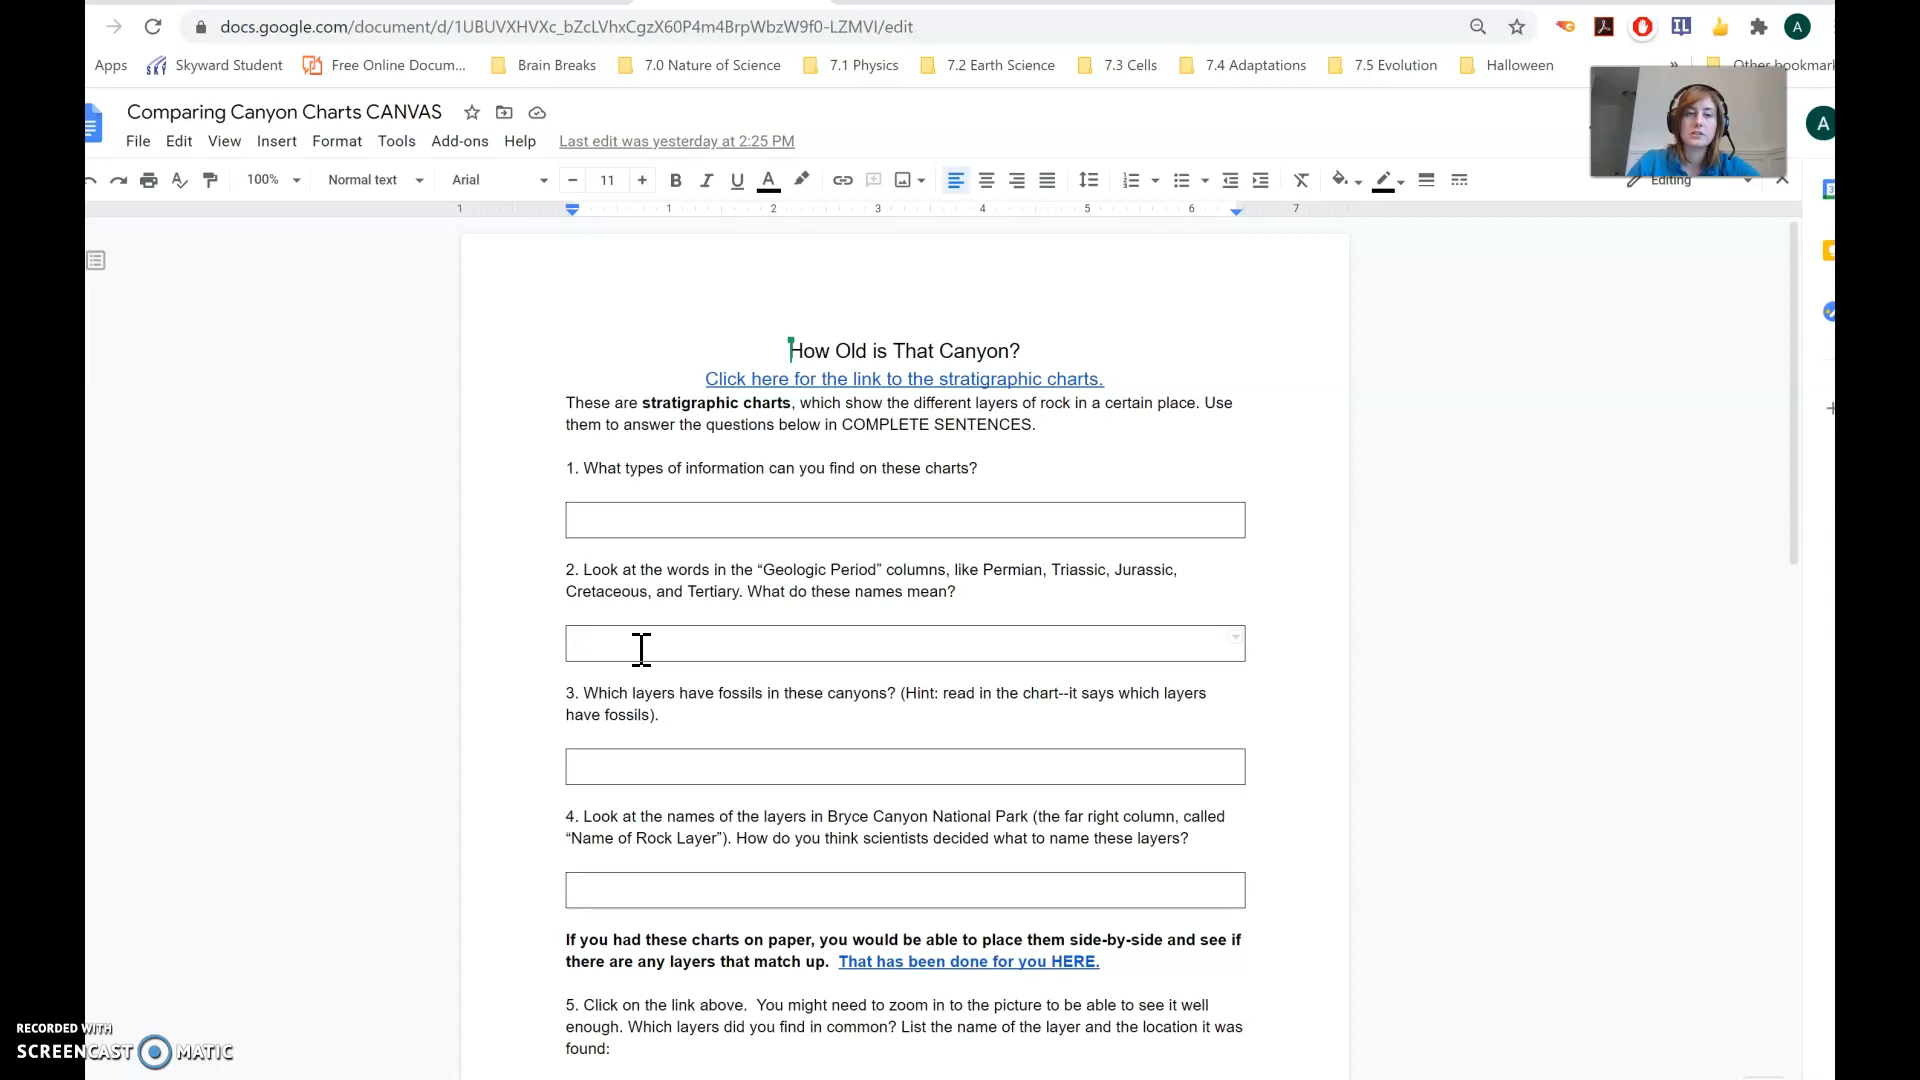 docs.google.com/document/d/1UBUVXHVXc_bZcLVhxCgzX60P4m4BrpWbzW9f0-LZMVI/edit
A
Apps Skyward Student Free Online Docum... Brain Breaks 7.0 Nature of Science 7.1 Physics 7.2 Earth Science 7.3 Cells 7.4 Adaptations 7.5 Evolution Halloween » Other bookmar
Comparing Canyon Charts CANVAS
A
File Edit View Insert Format Tools Add-ons Help Last edit was yesterday at 2:25 PM
100% Normal text Arial 11 B I U A Editing
1 1 2 3 4 5 6 7
How Old is That Canyon?
Click here for the link to the stratigraphic charts.
These are stratigraphic charts, which show the different layers of rock in a certain place. Use
them to answer the questions below in COMPLETE SENTENCES.
1. What types of information can you find on these charts?
2. Look at the words in the “Geologic Period” columns, like Permian, Triassic, Jurassic,
Cretaceous, and Tertiary. What do these names mean?
3. Which layers have fossils in these canyons? (Hint: read in the chart--it says which layers
have fossils).
4. Look at the names of the layers in Bryce Canyon National Park (the far right column, called
“Name of Rock Layer”). How do you think scientists decided what to name these layers?
If you had these charts on paper, you would be able to place them side-by-side and see if
there are any layers that match up. That has been done for you HERE.
5. Click on the link above. You might need to zoom in to the picture to be able to see it well
enough. Which layers did you find in common? List the name of the layer and the location it was
found:
RECORDED WITH
SCREENCAST MATIC